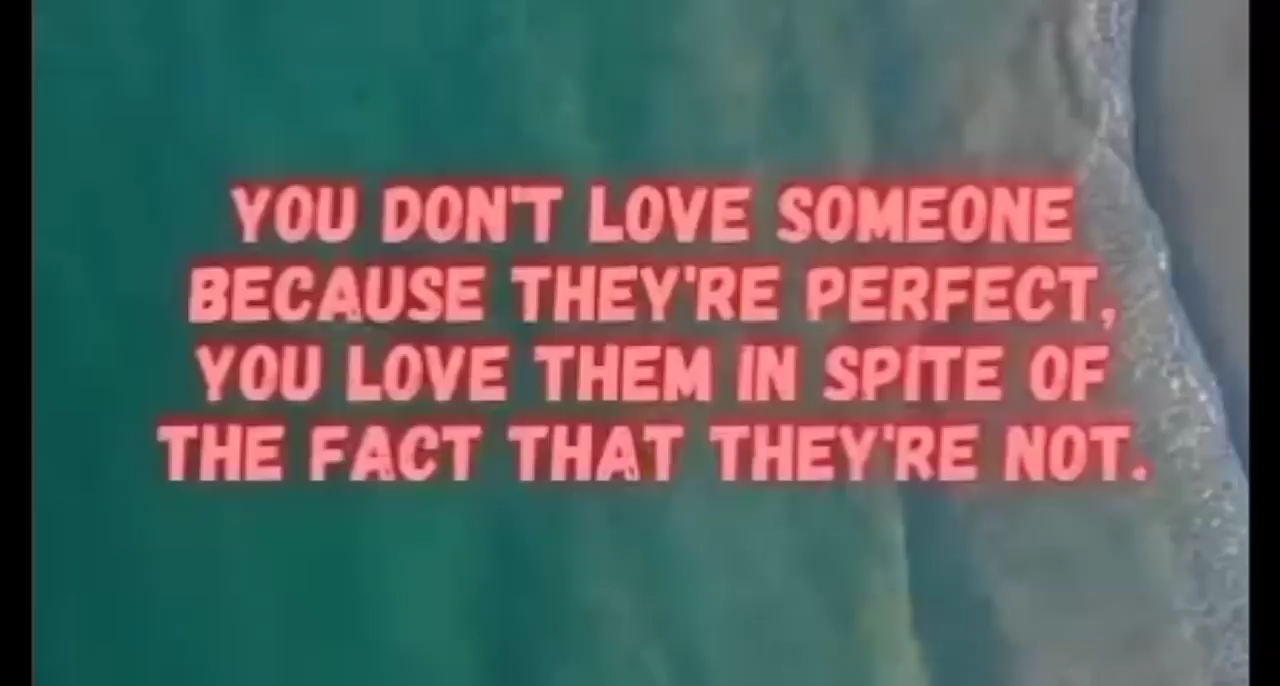 YOU DON'T LOVE SOMEONE
BECAUSE THEY'RE PERFECT,
YOU LOVE THEM IN SPITE OF
THE FACT THAT THEY'RE NOT.